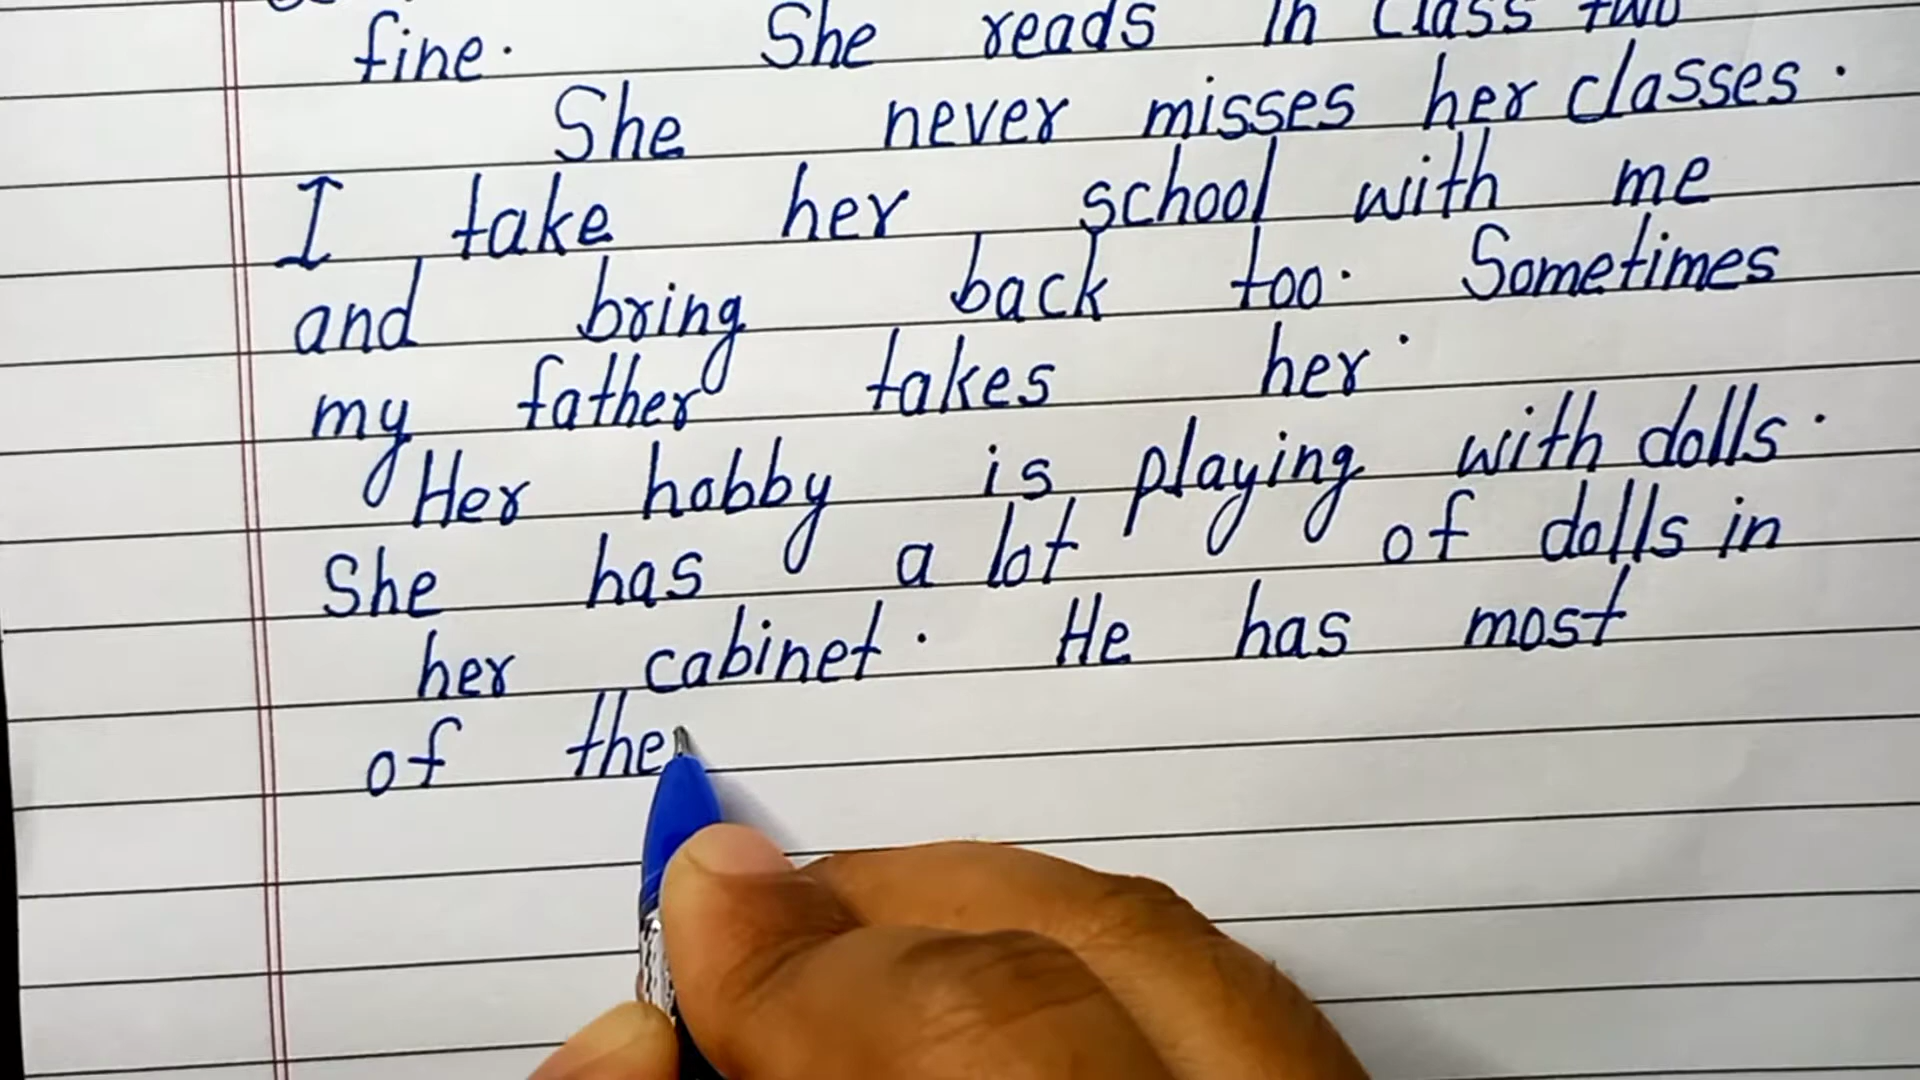 fine. She reads in class two
She never misses her classes.
I take her school with me
and bring back too. Sometimes
my father takes her.
Her hobby is playing with dolls.
She has a lot of dolls in
her cabinet. He has most
of the